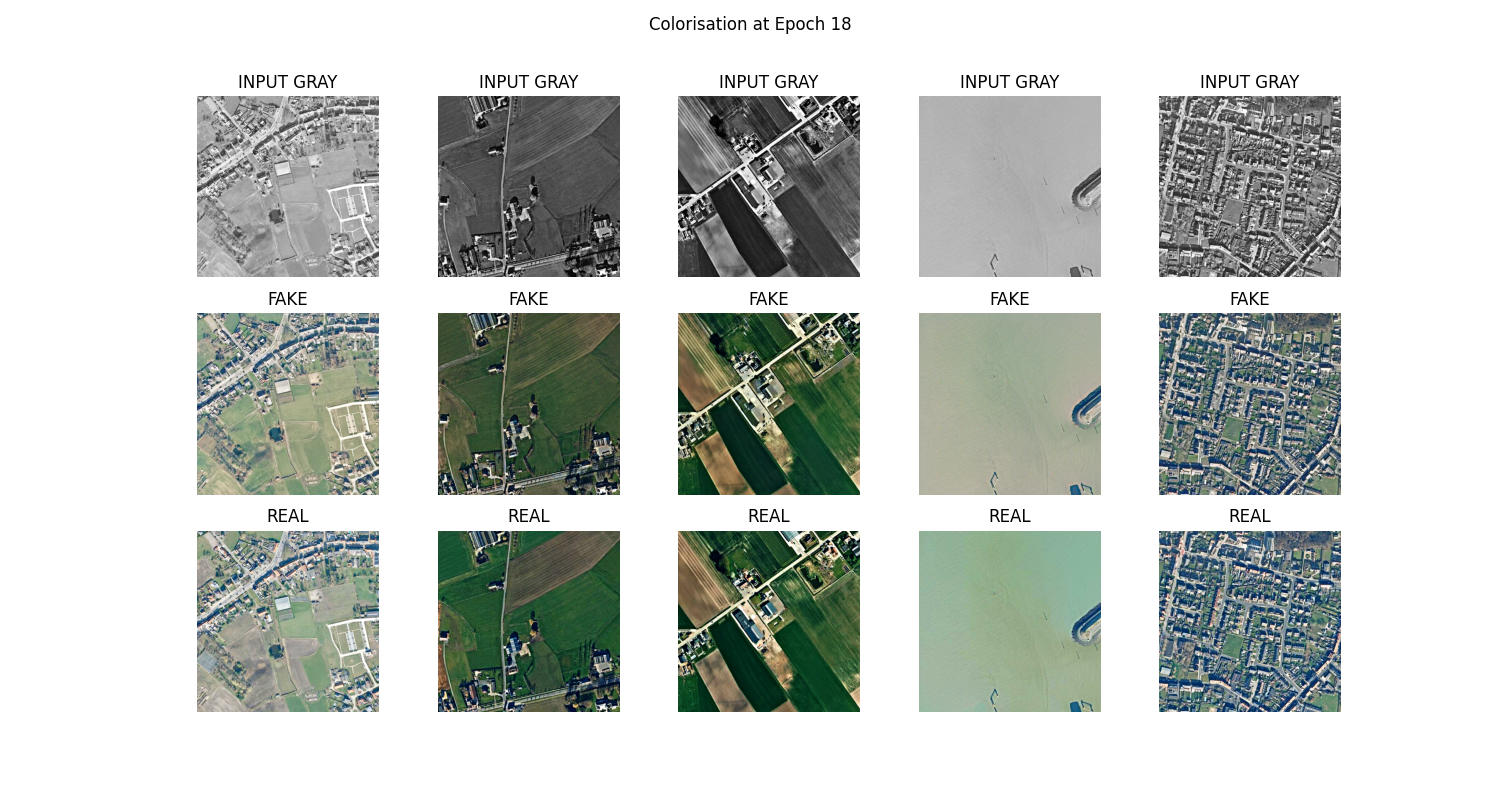 Colorisation at Epoch 18
INPUT GRAY INPUT GRAY INPUT GRAY INPUT GRAY INPUT GRAY
FAKE FAKE FAKE FAKE FAKE
REAL REAL REAL REAL REAL